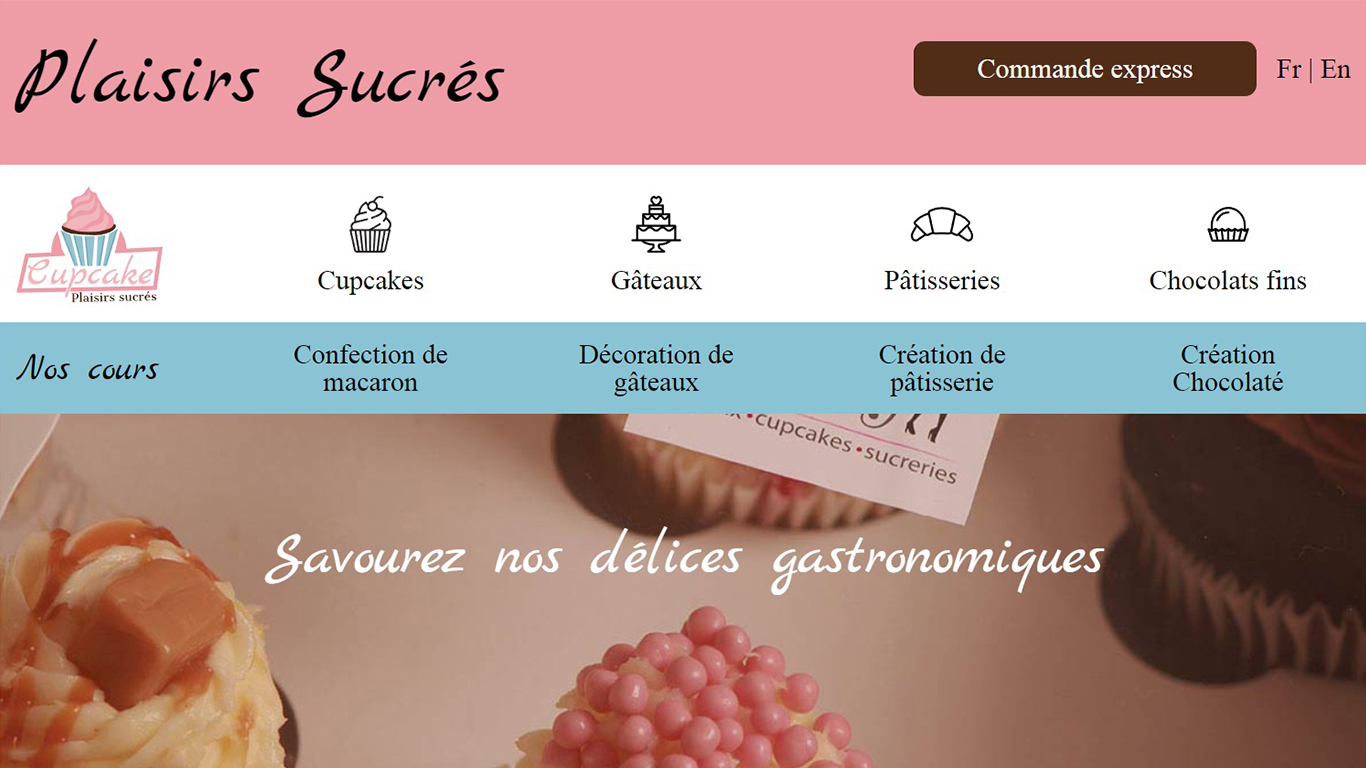 Plaisirs Sucrés
Commande express
Fr | En
Cupcake
Plaisirs sucrés
Cupcakes
Gâteaux
Pâtisseries
Chocolats fins
Nos cours
Confection de
macaron
Décoration de
gâteaux
Création de
pâtisserie
Création
Chocolaté
•cupcakes•sucreries
Savourez nos délices gastronomiques